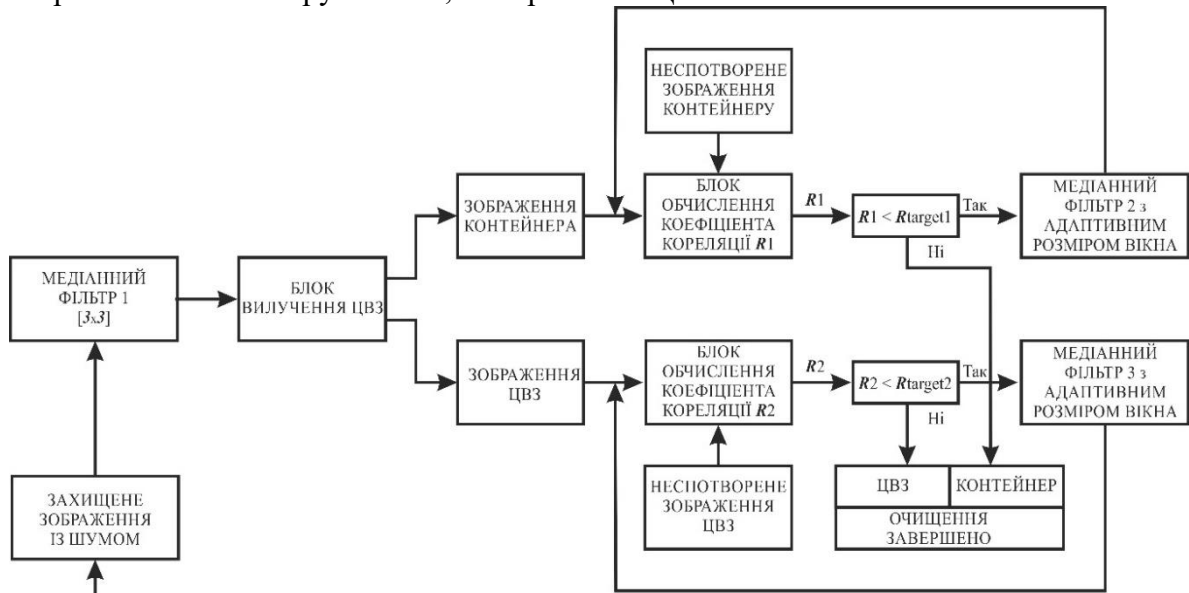 НЕСПОТВОРЕНЕ
ЗОБРАЖЕННЯ
КОНТЕЙНЕРУ
ЗОБРАЖЕННЯ
КОНТЕЙНЕРА
БЛОК
ОБЧИСЛЕННЯ
КОЕФІЦІЕНТА
КОРЕЛЯЦІЇ R1
R1
R1 < Rtarget1
Так
Ні
МЕДІАННИЙ
ФІЛЬТР 2 з
АДАПТИВНИМ
РОЗМІРОМ ВІКНА
МЕДІАННИЙ
ФІЛЬТР 1
[3x3]
БЛОК
ВИЛУЧЕННЯ ЦВЗ
ЗОБРАЖЕННЯ
ЦВЗ
БЛОК
ОБЧИСЛЕННЯ
КОЕФІЦІЕНТА
КОРЕЛЯЦІЇ R2
R2
R2 < Rtarget2
Так
Ні
МЕДІАННИЙ
ФІЛЬТР 3 з
АДАПТИВНИМ
РОЗМІРОМ ВІКНА
ЗАХИЩЕНЕ
ЗОБРАЖЕННЯ
ІЗ ШУМОМ
НЕСПОТВОРЕНЕ
ЗОБРАЖЕННЯ
ЦВЗ
ЦВЗ
КОНТЕЙНЕР
ОЧИЩЕННЯ
ЗАВЕРШЕНО